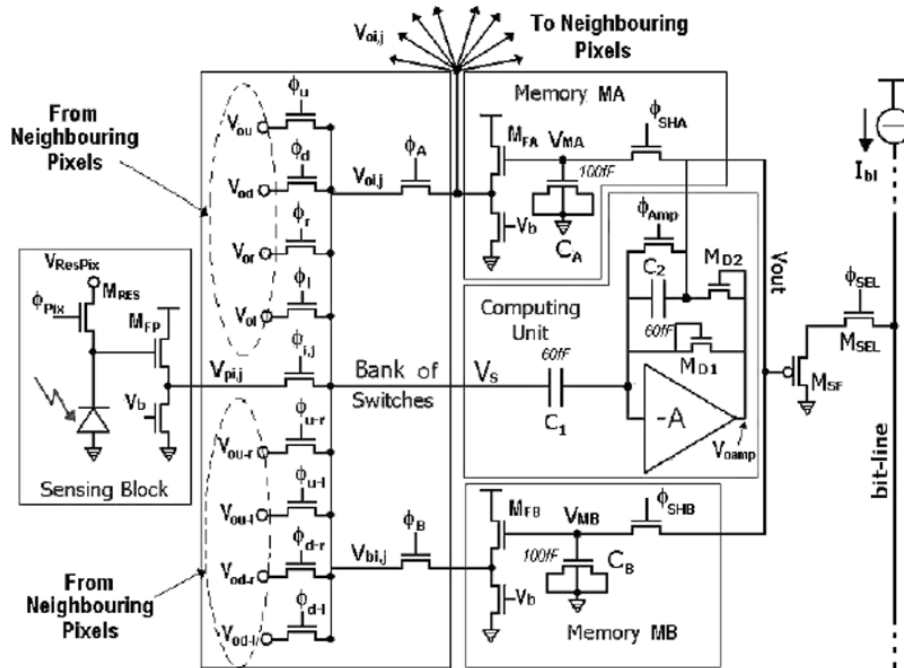 V_oi,j
To Neighbouring
Pixels
From
Neighbouring
Pixels
ϕ_u
V_ou
ϕ_d
V_od
ϕ_r
V_or
ϕ_l
V_ol
V_oi,j
ϕ_A
Memory MA
M_FA
V_MA
ϕ_SHA
100fF
V_b
C_A
I_bl
V_ResPix
ϕ_Pix
M_RES
M_FP
V_pi,j
V_b
Sensing Block
ϕ_i,j
Bank of
Switches
V_s
Computing
Unit
60fF
C_1
ϕ_Amp
C_2
60fF
M_D2
M_D1
-A
V_oamp
Vout
ϕ_SEL
M_SEL
M_SF
bit-line
ϕ_u-r
V_ou-r
ϕ_u-l
V_ou-l
ϕ_d-r
V_od-r
ϕ_d-l
V_od-l
From
Neighbouring
Pixels
V_bi,j
ϕ_B
M_FB
V_MB
ϕ_SHB
100fF
C_B
V_b
Memory MB